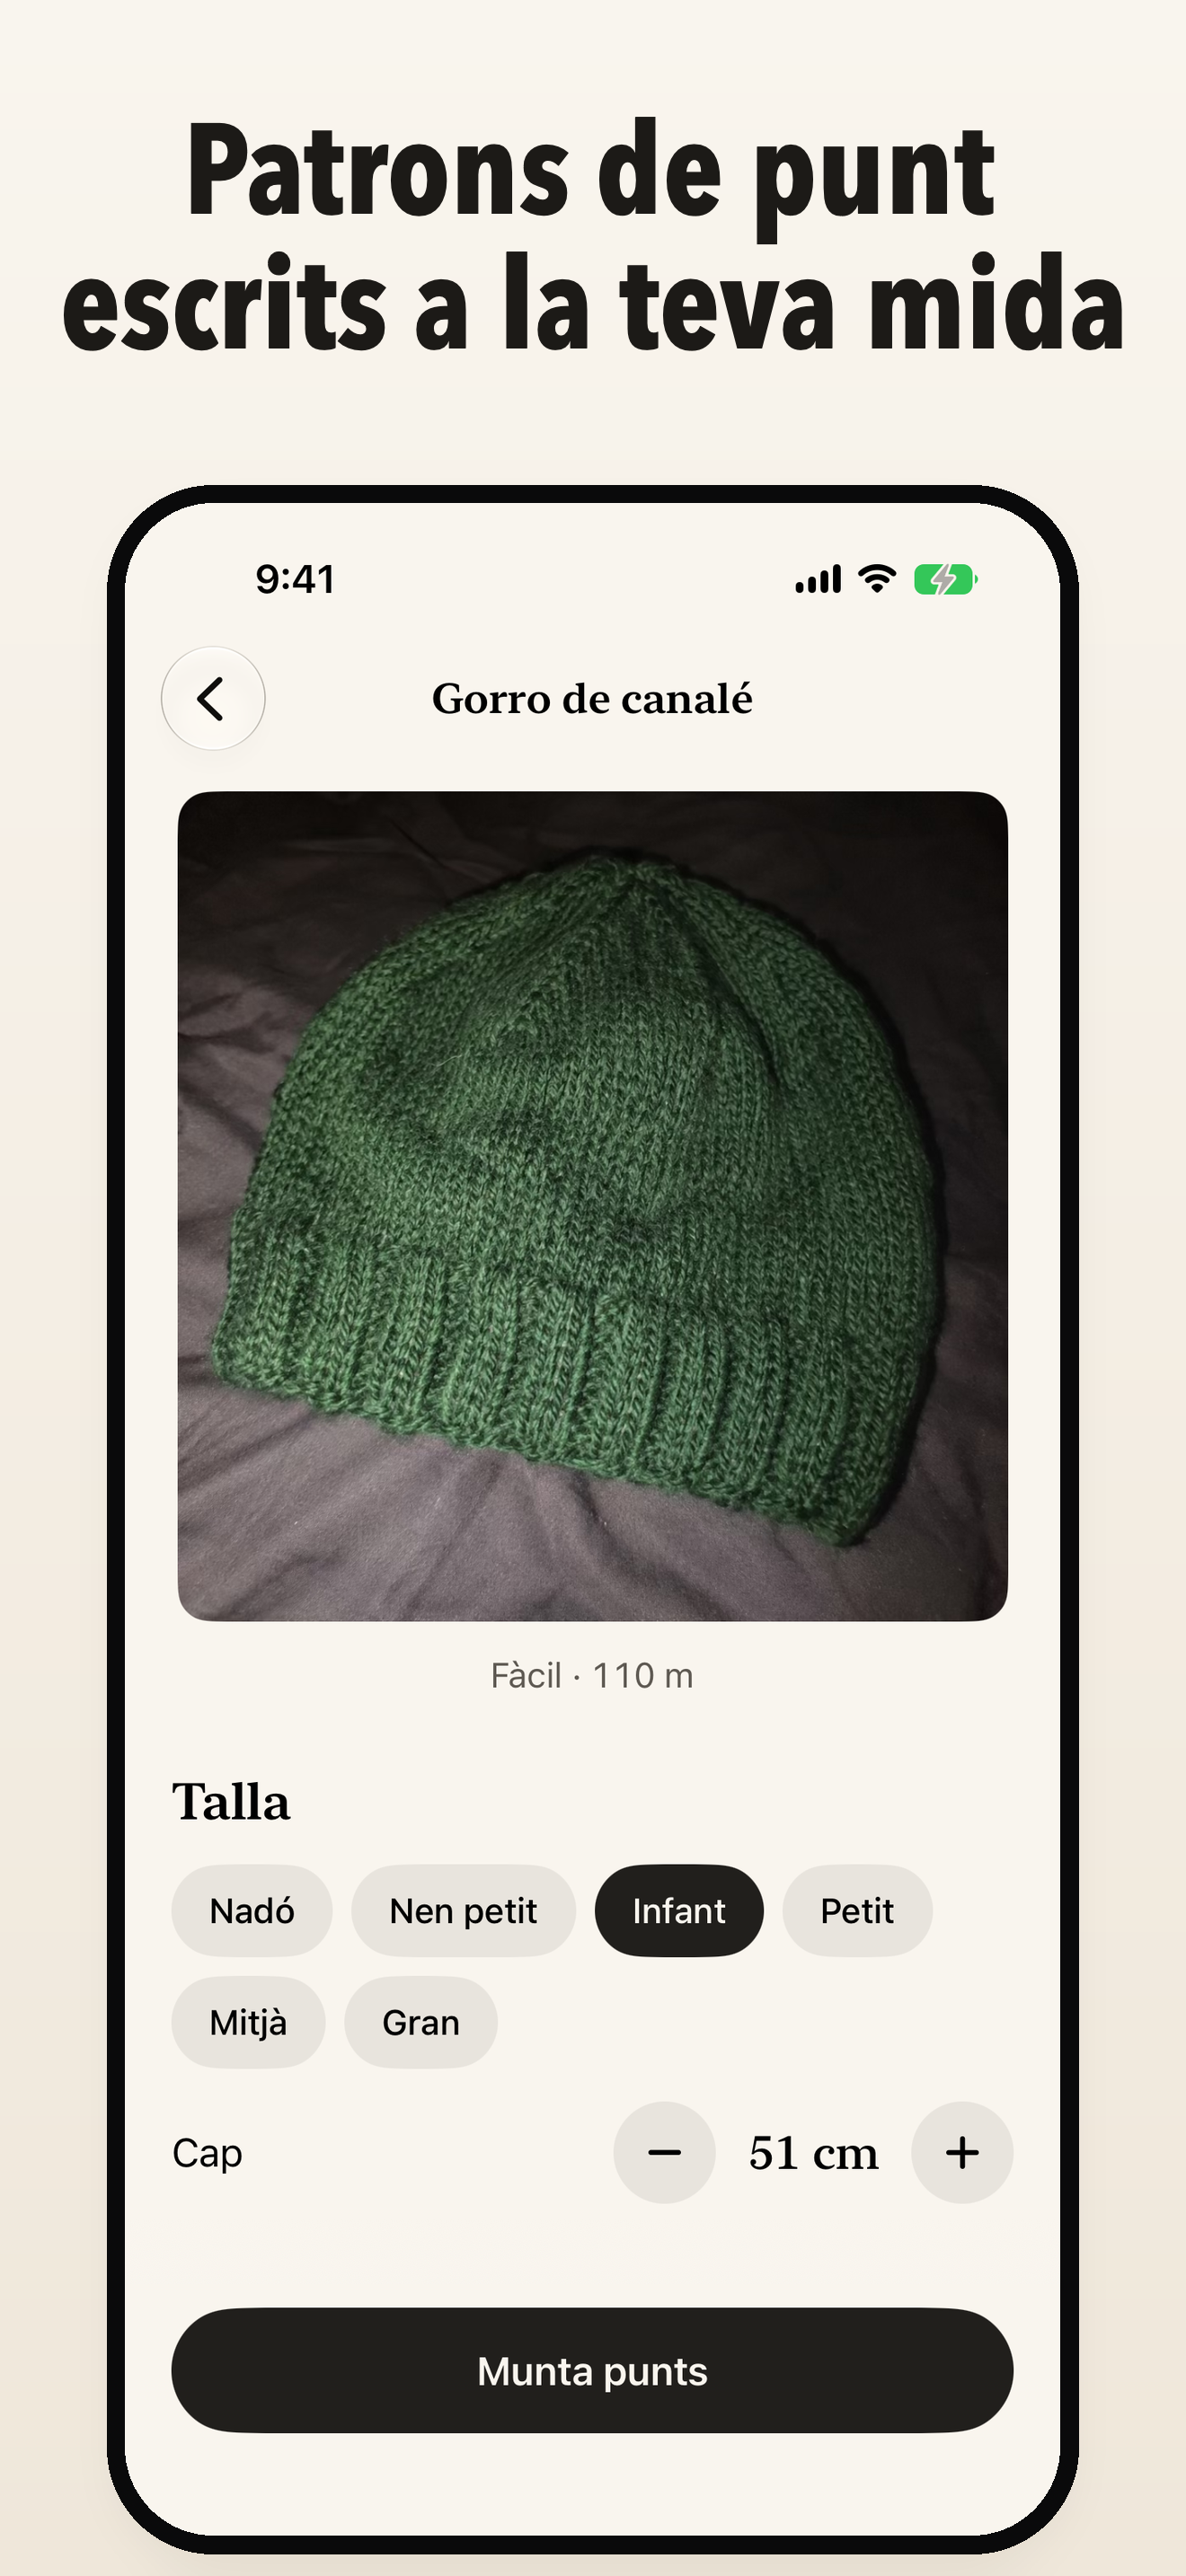 Patrons de punt
escrits a la teva mida
9:41
Gorro de canalé
Fàcil · 110 m
Talla
Nadó
Nen petit
Infant
Petit
Mitjà
Gran
Cap
51 cm
Munta punts